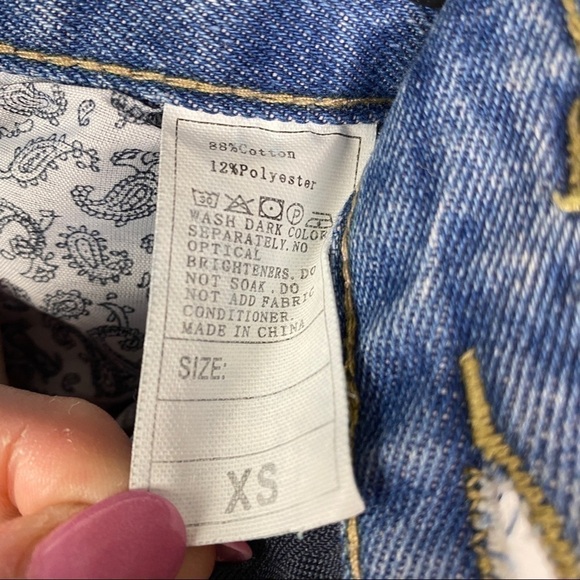 88%Cotton
12%Polyester
30 P
WASH DARK COLOR
SEPARATELY. NO
OPTICAL
BRIGHTENERS. DO
NOT SOAK. DO
NOT ADD FABRIC
CONDITIONER.
MADE IN CHINA
SIZE:
XS